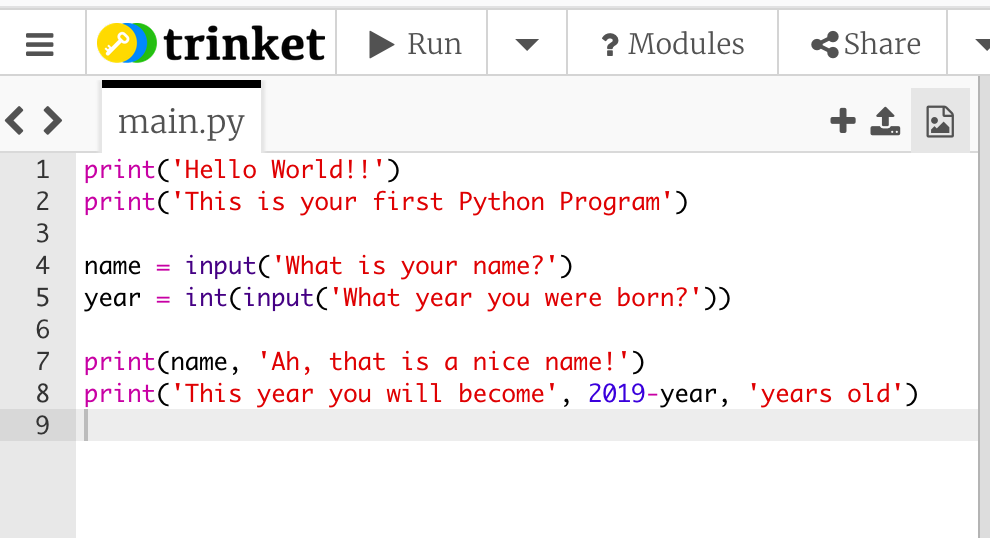 trinket Run ? Modules Share
main.py
1 print('Hello World!!')
2 print('This is your first Python Program')
3
4 name = input('What is your name?')
5 year = int(input('What year you were born?'))
6
7 print(name, 'Ah, that is a nice name!')
8 print('This year you will become', 2019-year, 'years old')
9